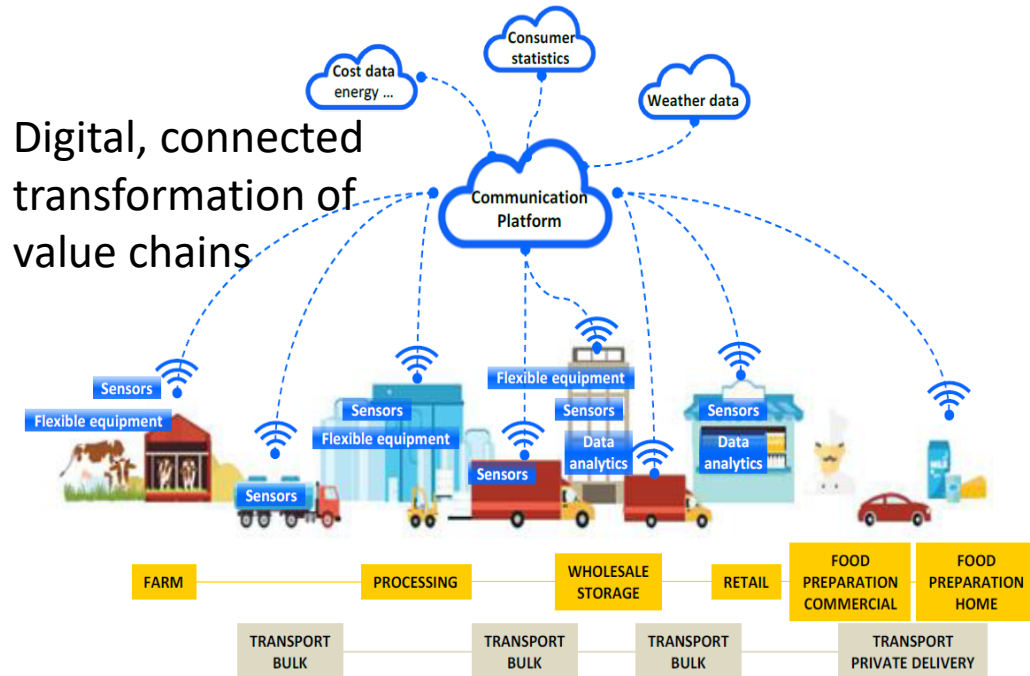 Cost data
energy ...
Consumer
statistics
Weather data
Digital, connected
transformation of
value chains
Communication
Platform
Sensors
Flexible equipment
Sensors
Sensors
Flexible equipment
Sensors
Flexible equipment
Sensors
Data
analytics
Sensors
Data
analytics
MILK
FARM
PROCESSING
WHOLESALE
STORAGE
RETAIL
FOOD
PREPARATION
COMMERCIAL
FOOD
PREPARATION
HOME
TRANSPORT
BULK
TRANSPORT
BULK
TRANSPORT
BULK
TRANSPORT
PRIVATE DELIVERY